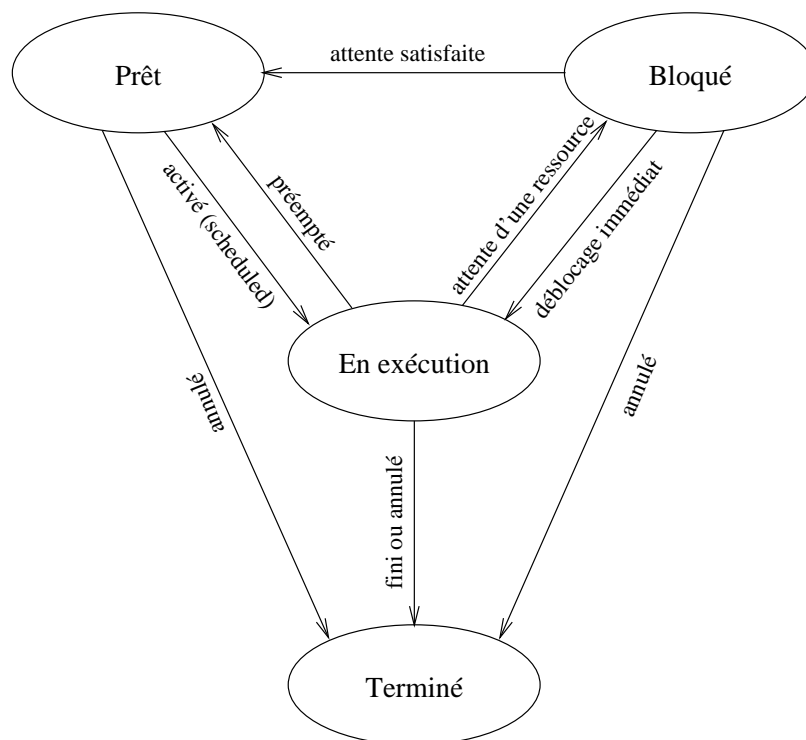 attente satisfaite
Prêt
Bloqué
activé (scheduled)
préempté
attente d'une ressource
déblocage immédiat
En exécution
annulé
annulé
fini ou annulé
Terminé